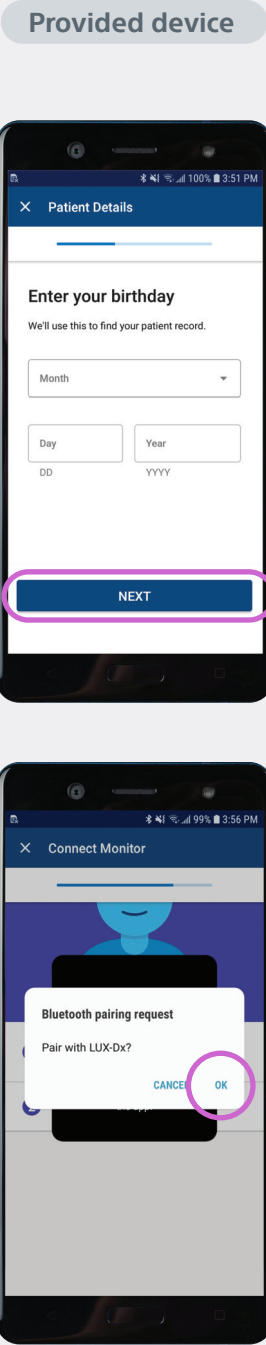 Provided device
100% 3:51 PM
Patient Details
Enter your birthday
We'll use this to find your patient record.
Month
Day Year
DD YYYY
NEXT
99% 3:56 PM
Connect Monitor
Bluetooth pairing request
Pair with LUX-Dx?
CANCEL OK